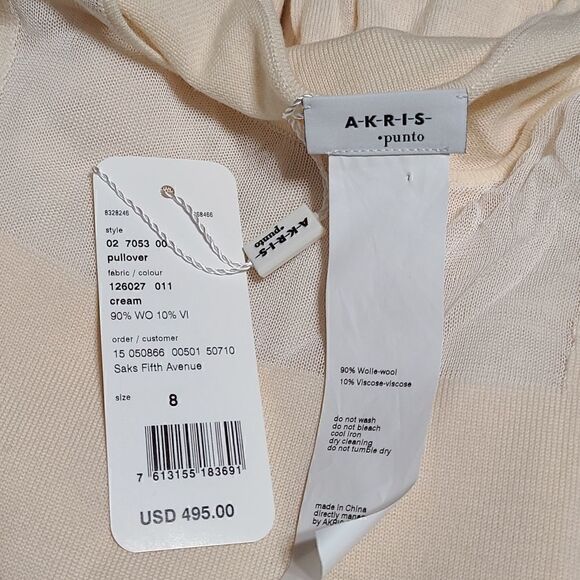 8328246
368466
style
02 7053 00
pullover
fabric / colour
126027 011
cream
90% WO 10% VI
order / customer
15 050866 00501 50710
Saks Fifth Avenue
size 8
7 613155 183691
USD 495.00
A-K-R-I-S-
•punto
A-K-R-I-S-
•punto
90% Wolle-wool
10% Viscose-viscose
do not wash
do not bleach
cool iron
dry cleaning
do not tumble dry
made in China
directly
by